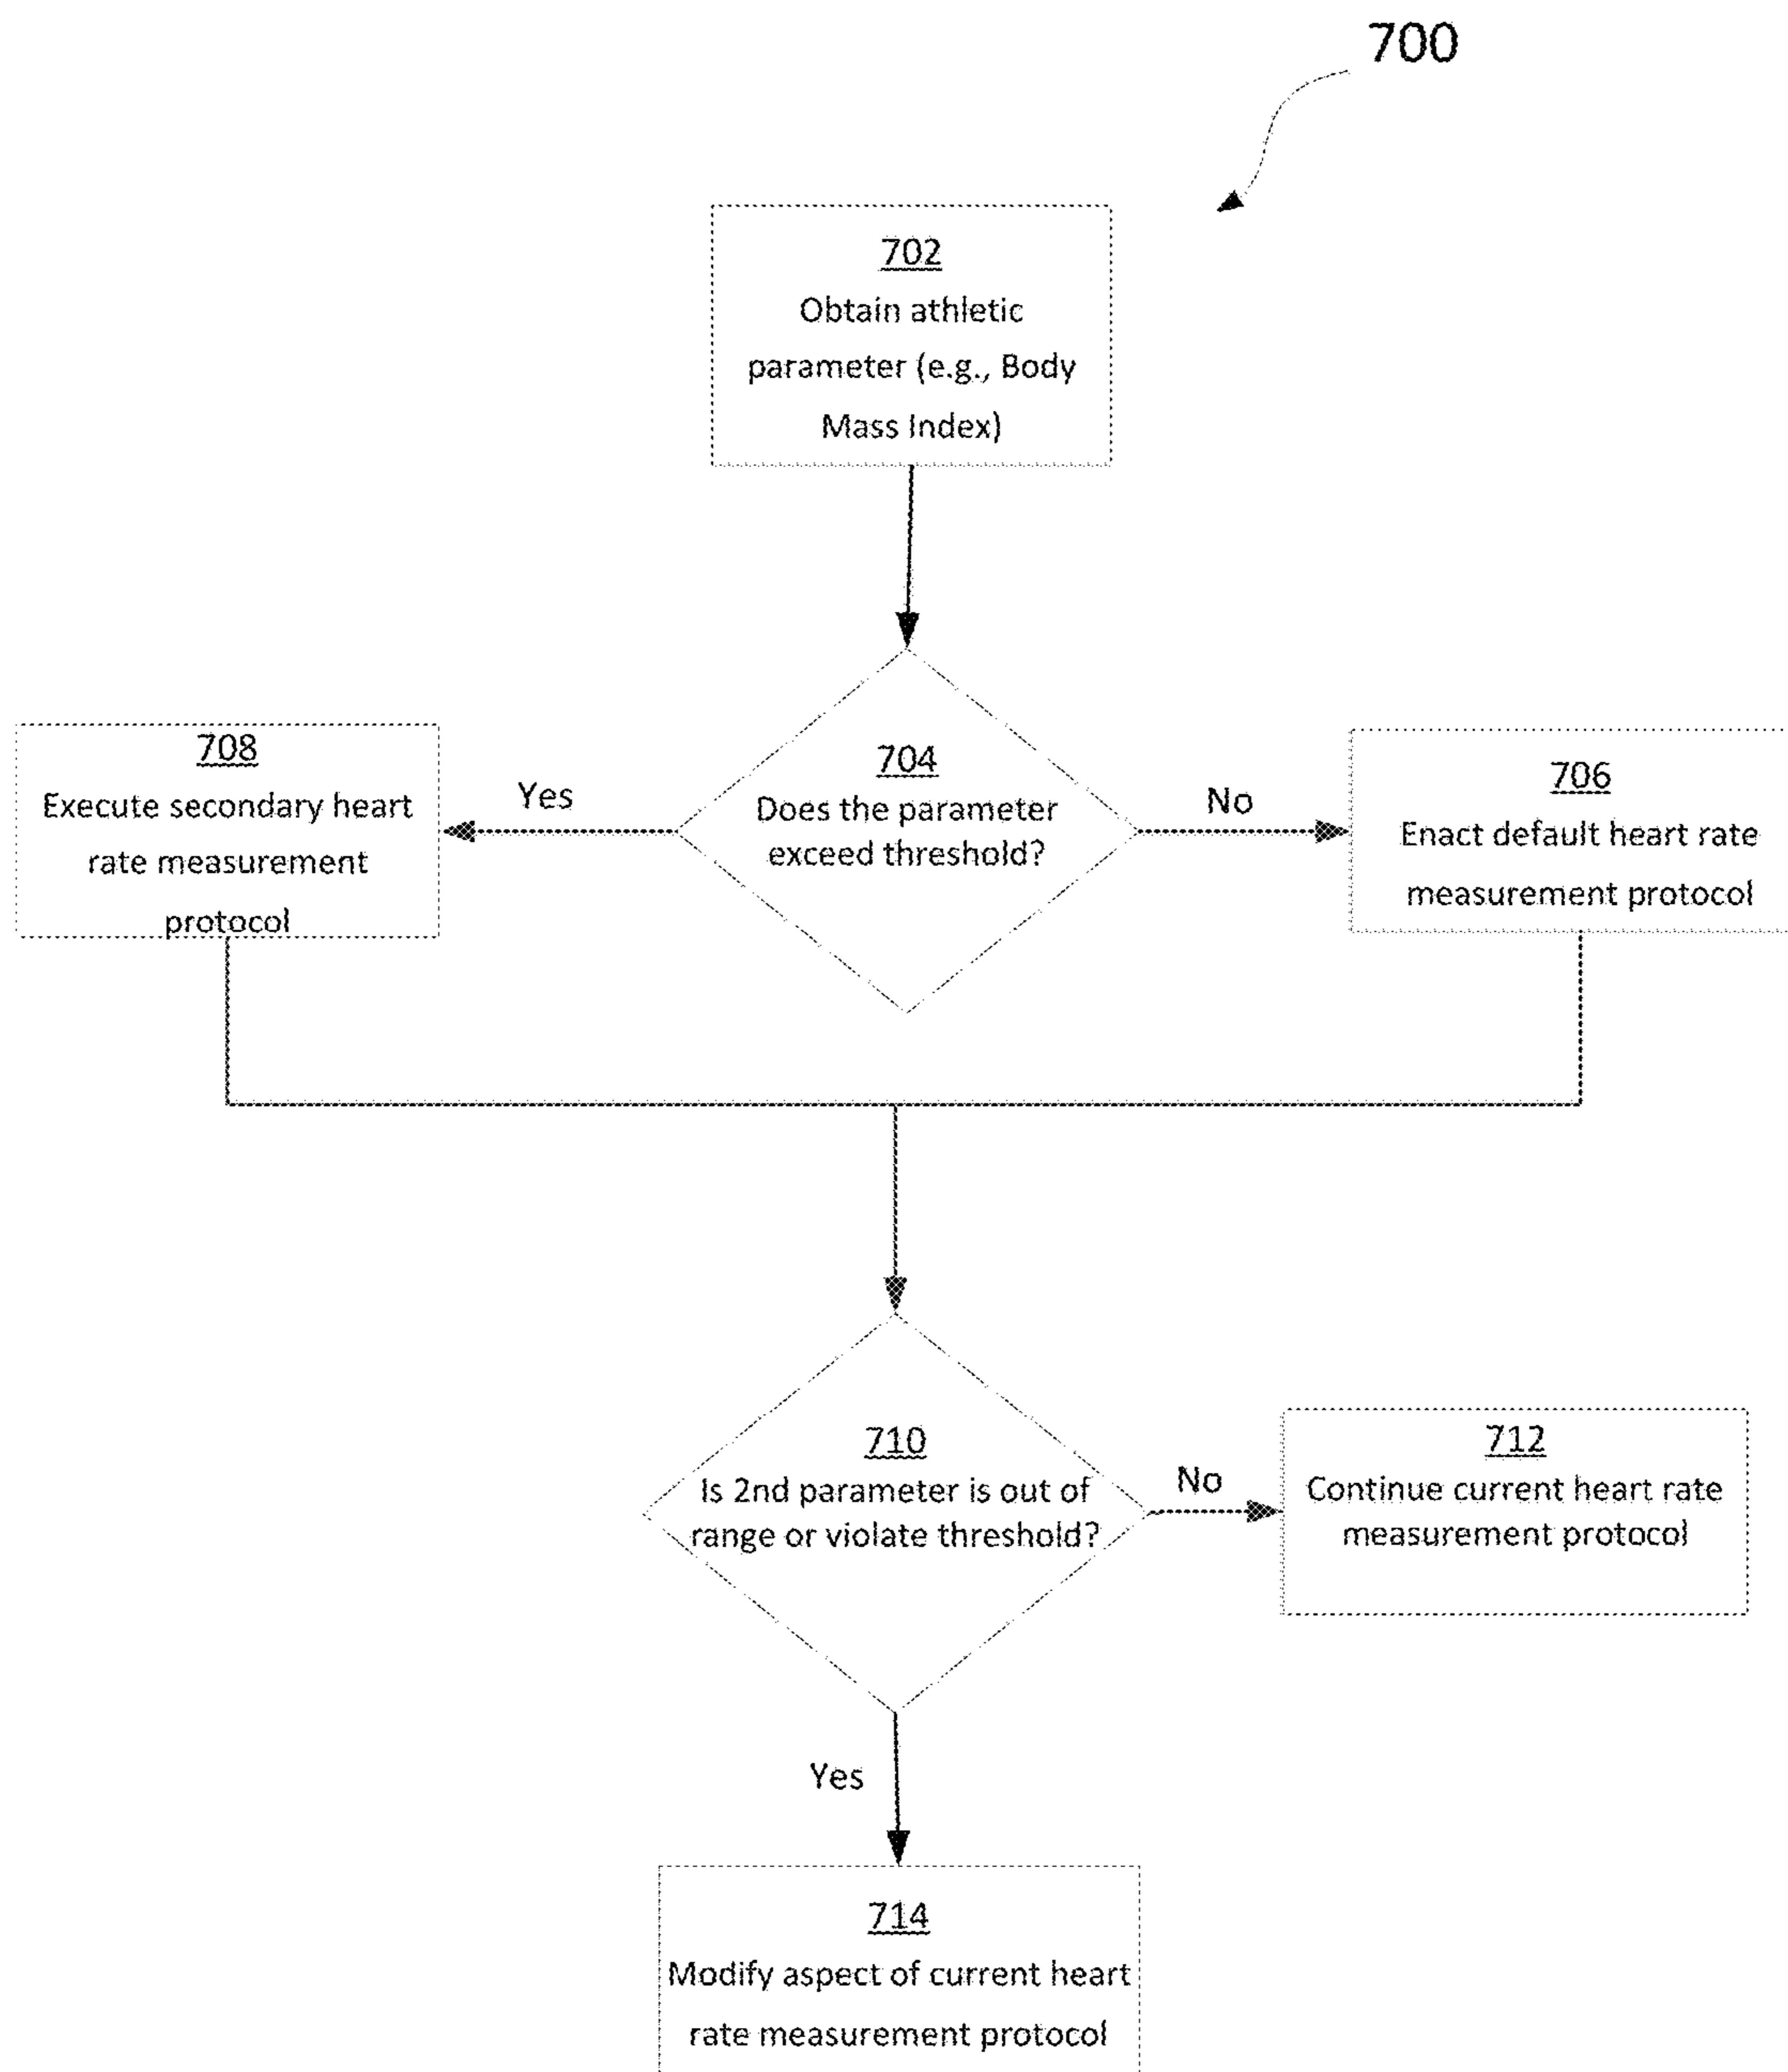 700
702
Obtain athletic
parameter (e.g., Body
Mass Index)
708
Execute secondary heart
rate measurement
protocol
Yes
704
Does the parameter
exceed threshold?
No
706
Enact default heart rate
measurement protocol
710
Is 2nd parameter is out of
range or violate threshold?
No
712
Continue current heart rate
measurement protocol
Yes
714
Modify aspect of current heart
rate measurement protocol